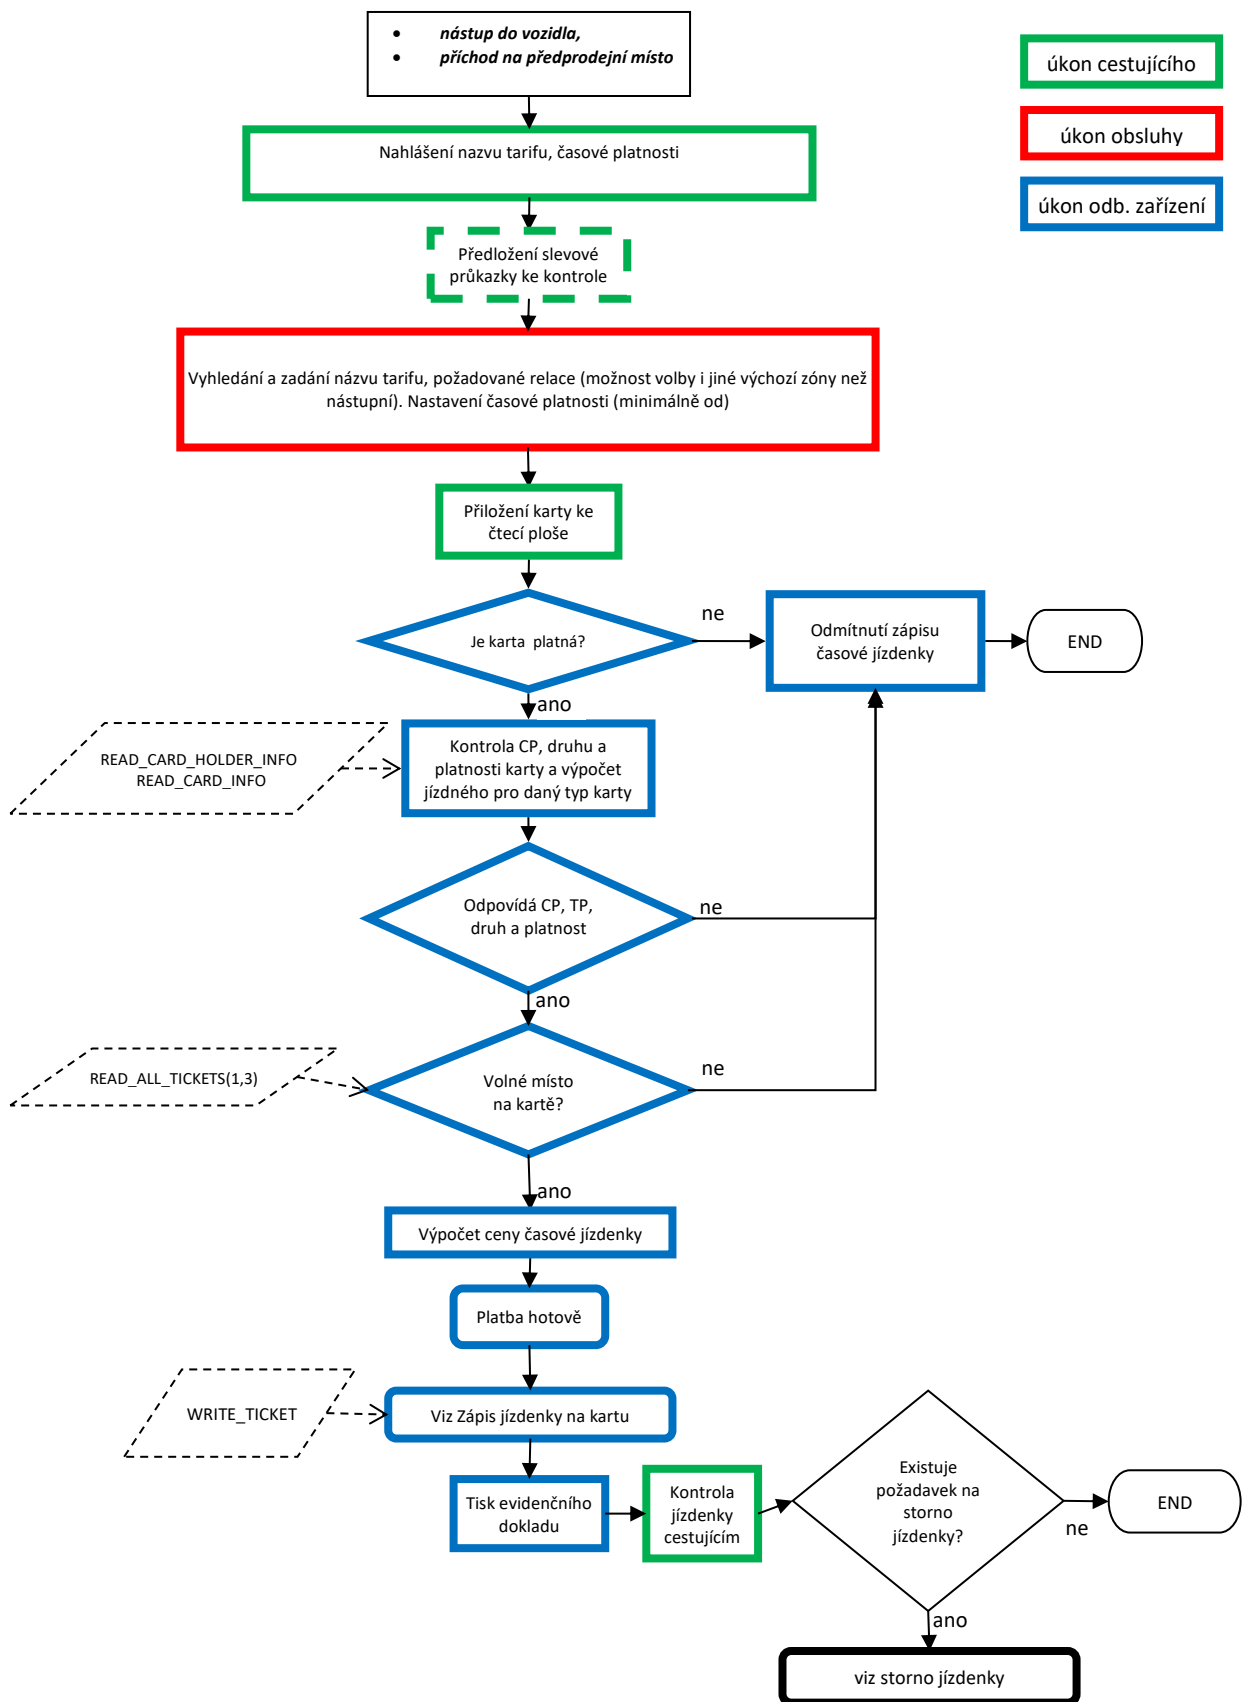 • nástup do vozidla,
• příchod na předprodejní místo
úkon cestujícího
úkon obsluhy
úkon odb. zařízení
Nahlášení nazvu tarifu, časové platnosti
Předložení slevové
průkazky ke kontrole
Vyhledání a zadání názvu tarifu, požadované relace (možnost volby i jiné výchozí zóny než
nástupní). Nastavení časové platnosti (minimálně od)
Přiložení karty ke
čtecí ploše
Je karta platná?
ne
Odmítnutí zápisu
časové jízdenky
END
ano
READ_CARD_HOLDER_INFO
READ_CARD_INFO
Kontrola CP, druhu a
platnosti karty a výpočet
jízdného pro daný typ karty
Odpovídá CP, TP,
druh a platnost
ne
ano
READ_ALL_TICKETS(1,3)
Volné místo
na kartě?
ne
ano
Výpočet ceny časové jízdenky
Platba hotově
WRITE_TICKET
Viz Zápis jízdenky na kartu
Tisk evidenčního
dokladu
Kontrola
jízdenky
cestujícím
Existuje
požadavek na
storno
jízdenky?
ne
END
ano
viz storno jízdenky